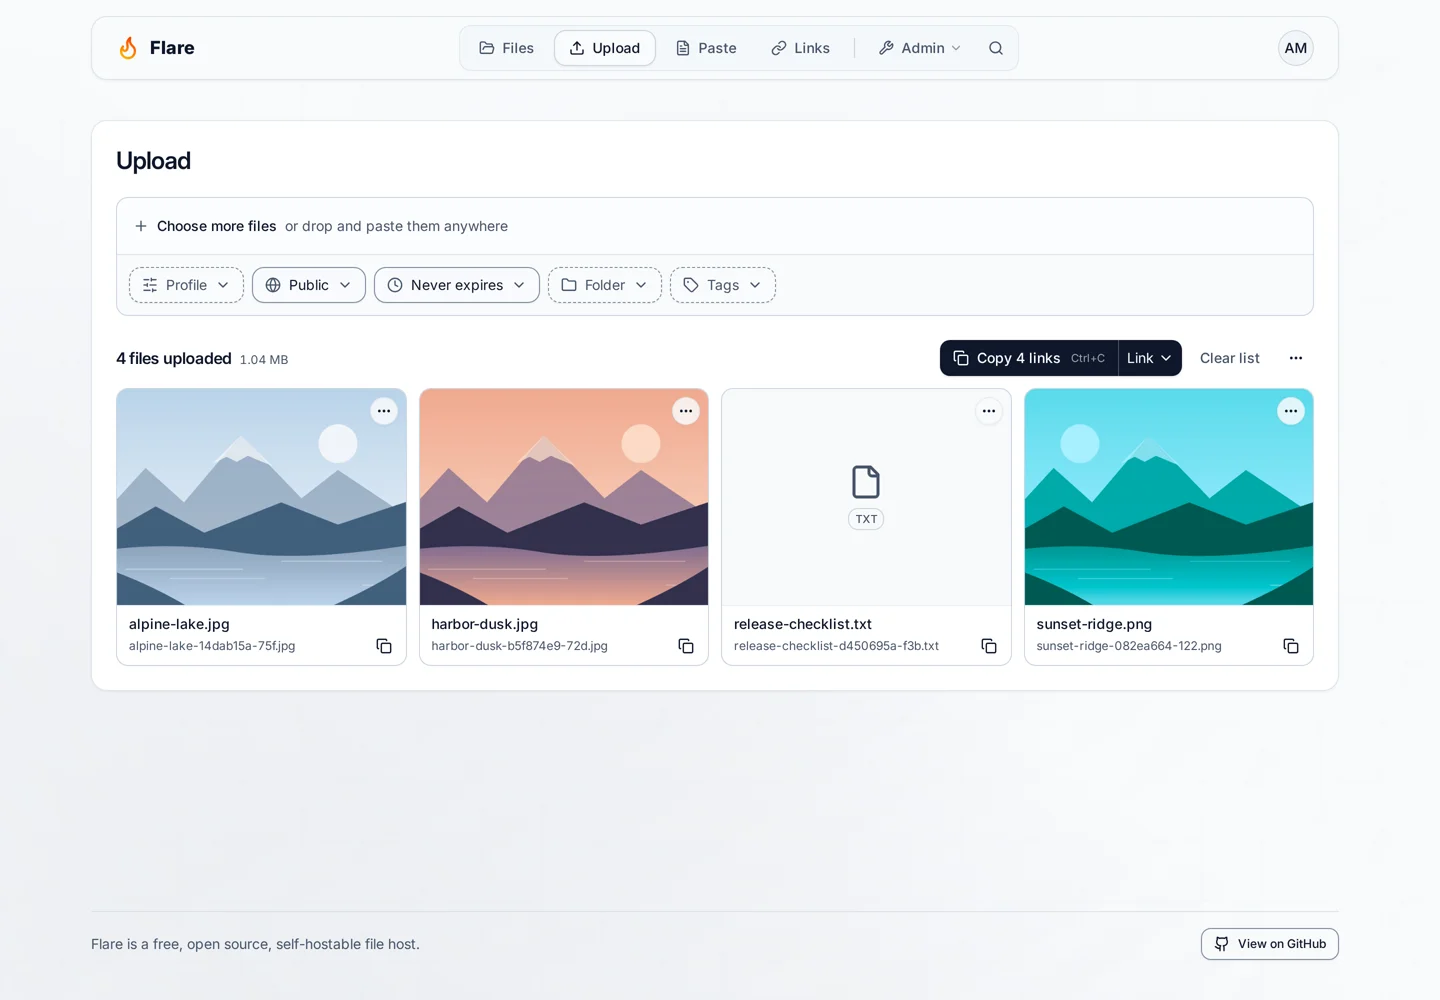 Flare
Files
Upload
Paste
Links
Admin
AM
Upload
Choose more files or drop and paste them anywhere
Profile
Public
Never expires
Folder
Tags
4 files uploaded 1.04 MB
Copy 4 links Ctrl+C
Link
Clear list
TXT
alpine-lake.jpg
alpine-lake-14dab15a-75f.jpg
harbor-dusk.jpg
harbor-dusk-b5f874e9-72d.jpg
release-checklist.txt
release-checklist-d450695a-f3b.txt
sunset-ridge.png
sunset-ridge-082ea664-122.png
Flare is a free, open source, self-hostable file host.
View on GitHub